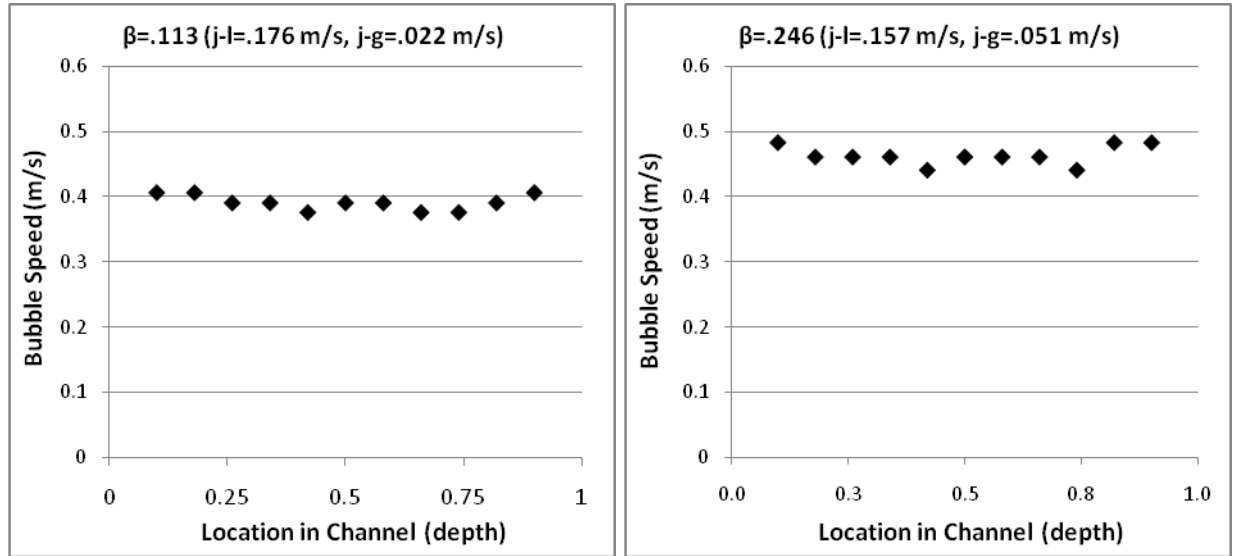 β=.113 (j-l=.176 m/s, j-g=.022 m/s)
0.6
0.5
0.4
0.3
0.2
0.1
0
Bubble Speed (m/s)
0 0.25 0.5 0.75 1
Location in Channel (depth)
β=.246 (j-l=.157 m/s, j-g=.051 m/s)
0.6
0.5
0.4
0.3
0.2
0.1
0
Bubble Speed (m/s)
0.0 0.3 0.5 0.8 1.0
Location in Channel (depth)